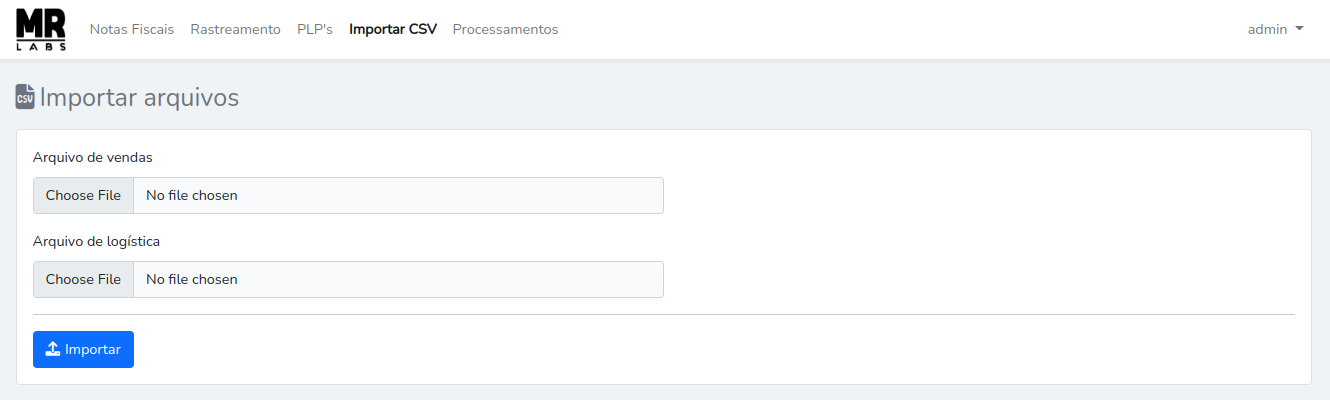 MR
LABS
Notas Fiscais Rastreamento PLP's Importar CSV Processamentos admin
CSV Importar arquivos
Arquivo de vendas
Choose File No file chosen
Arquivo de logística
Choose File No file chosen
Importar